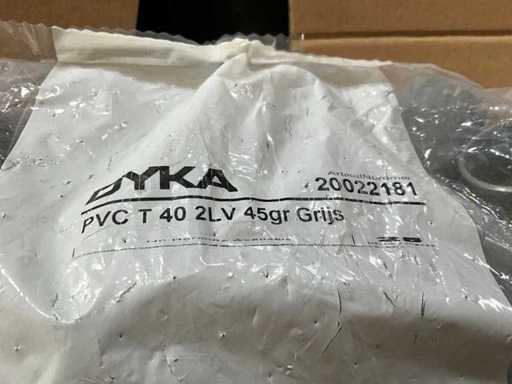 DYKA
ArtikelNummer
20022181
PVC T 40 2LV 45gr Grijs